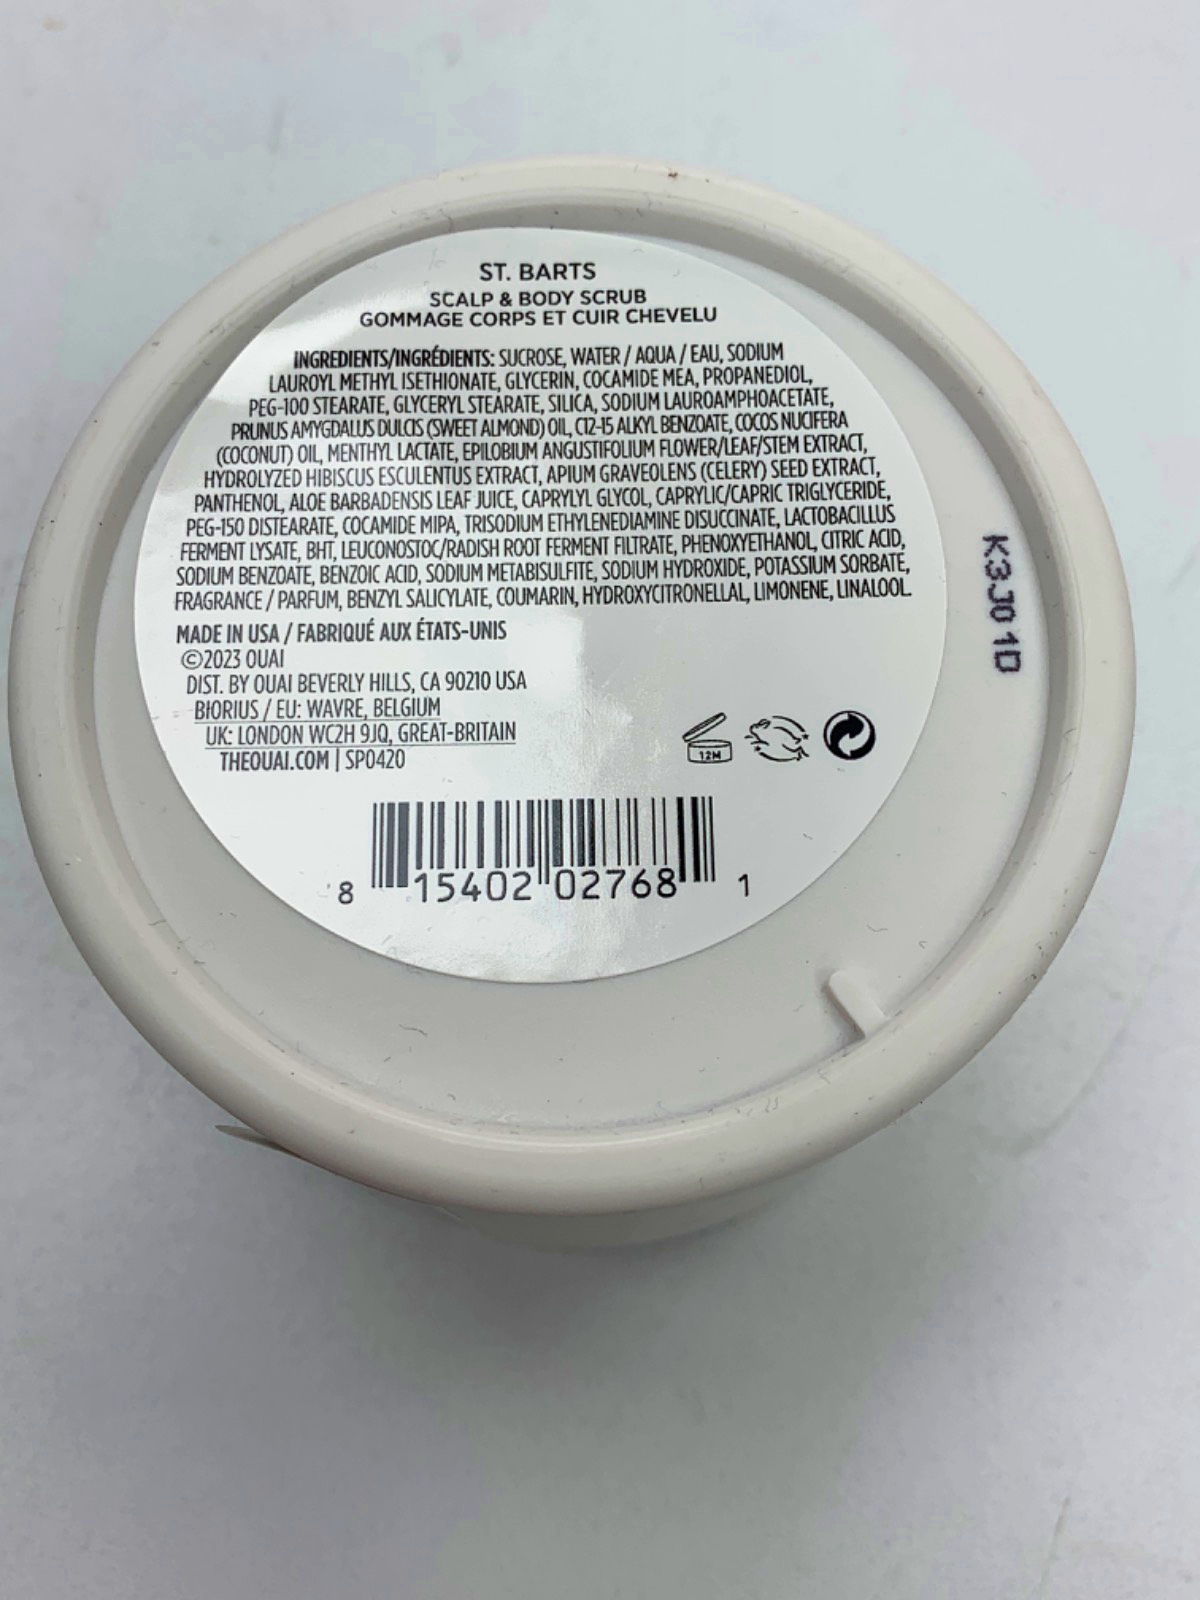 ST. BARTS
SCALP & BODY SCRUB
GOMMAGE CORPS ET CUIR CHEVELU
INGREDIENTS/INGRÉDIENTS: SUCROSE, WATER / AQUA / EAU, SODIUM
LAUROYL METHYL ISETHIONATE, GLYCERIN, COCAMIDE MEA, PROPANEDIOL,
PEG-100 STEARATE, GLYCERYL STEARATE, SILICA, SODIUM LAUROAMPHOACETATE,
PRUNUS AMYGDALUS DULCIS (SWEET ALMOND) OIL, C12-15 ALKYL BENZOATE, COCOS NUCIFERA
(COCONUT) OIL, MENTHYL LACTATE, EPILOBIUM ANGUSTIFOLIUM FLOWER/LEAF/STEM EXTRACT,
HYDROLYZED HIBISCUS ESCULENTUS EXTRACT, APIUM GRAVEOLENS (CELERY) SEED EXTRACT,
PANTHENOL, ALOE BARBADENSIS LEAF JUICE, CAPRYLYL GLYCOL, CAPRYLIC/CAPRIC TRIGLYCERIDE,
PEG-150 DISTEARATE, COCAMIDE MIPA, TRISODIUM ETHYLENEDIAMINE DISUCCINATE, LACTOBACILLUS
FERMENT LYSATE, BHT, LEUCONOSTOC/RADISH ROOT FERMENT FILTRATE, PHENOXYETHANOL, CITRIC ACID,
SODIUM BENZOATE, BENZOIC ACID, SODIUM METABISULFITE, SODIUM HYDROXIDE, POTASSIUM SORBATE,
FRAGRANCE / PARFUM, BENZYL SALICYLATE, COUMARIN, HYDROXYCITRONELLAL, LIMONENE, LINALOOL.
MADE IN USA / FABRIQUÉ AUX ÉTATS-UNIS
©2023 OUAI
DIST. BY OUAI BEVERLY HILLS, CA 90210 USA
BIORIUS / EU: WAVRE, BELGIUM
UK: LONDON WC2H 9JQ, GREAT-BRITAIN
THEOUAI.COM | SP0420
12M
8 15402 02768 1
K3J01D